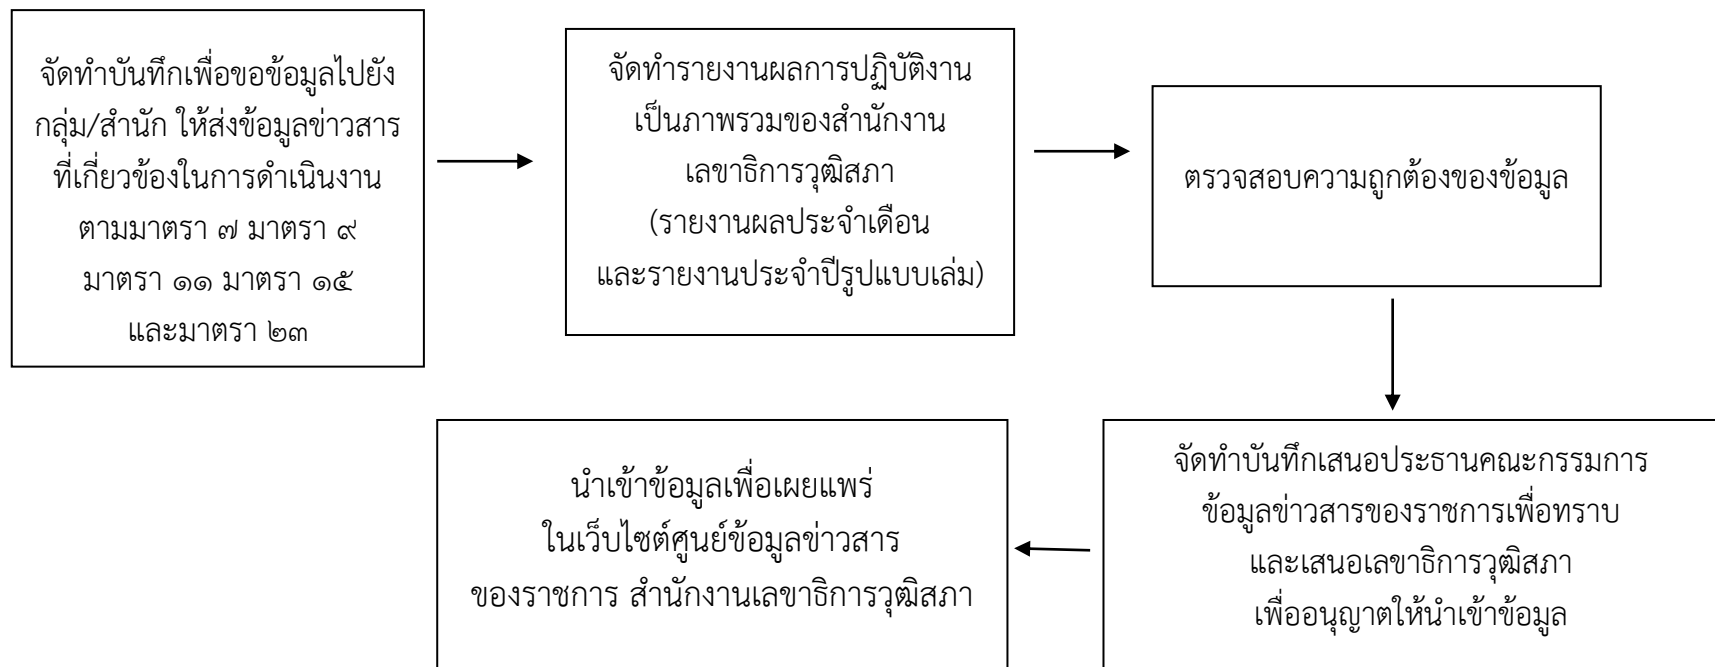 จัดทำบันทึกเพื่อขอข้อมูลไปยัง
กลุ่ม/สำนัก ให้ส่งข้อมูลข่าวสาร
ที่เกี่ยวข้องในการดำเนินงาน
ตามมาตรา ๗ มาตรา ๙
มาตรา ๑๑ มาตรา ๑๕
และมาตรา ๒๓
จัดทำรายงานผลการปฏิบัติงาน
เป็นภาพรวมของสำนักงาน
เลขาธิการวุฒิสภา
(รายงานผลประจำเดือน
และรายงานประจำปีรูปแบบเล่ม)
ตรวจสอบความถูกต้องของข้อมูล
จัดทำบันทึกเสนอประธานคณะกรรมการ
ข้อมูลข่าวสารของราชการเพื่อทราบ
และเสนอเลขาธิการวุฒิสภา
เพื่ออนุญาตให้นำเข้าข้อมูล
นำเข้าข้อมูลเพื่อเผยแพร่
ในเว็บไซต์ศูนย์ข้อมูลข่าวสาร
ของราชการ สำนักงานเลขาธิการวุฒิสภา